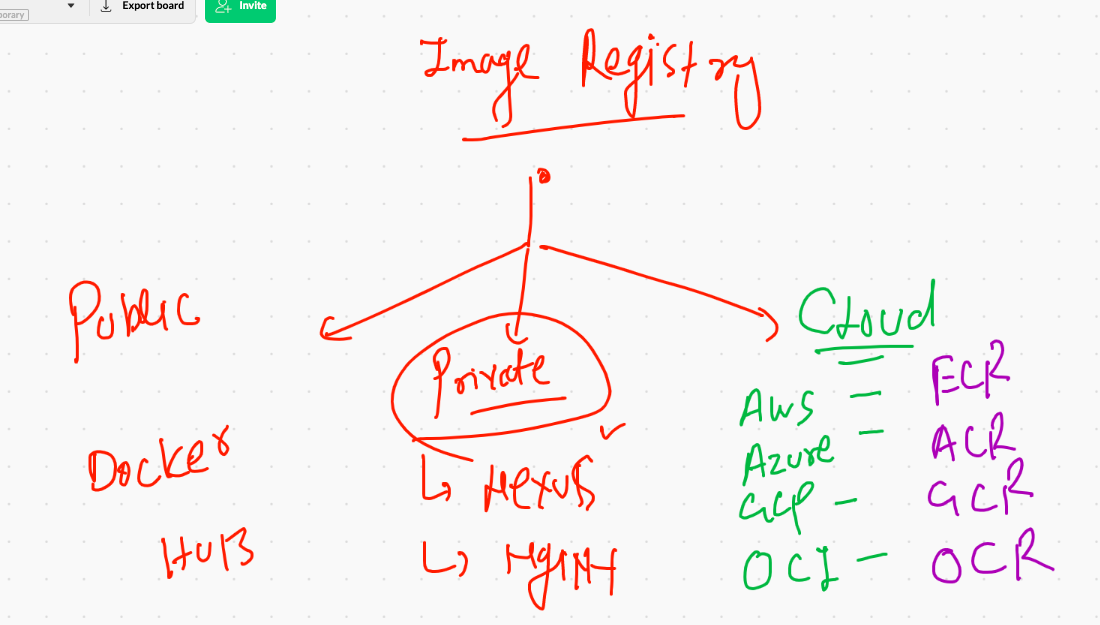 porary
Export board
Invite
Image Registry
Public
Private
Cloud
Docker
HUB
Nexus
NgiNX
AWS - ECR
Azure - ACR
GCP - GCR
OCI - OCR